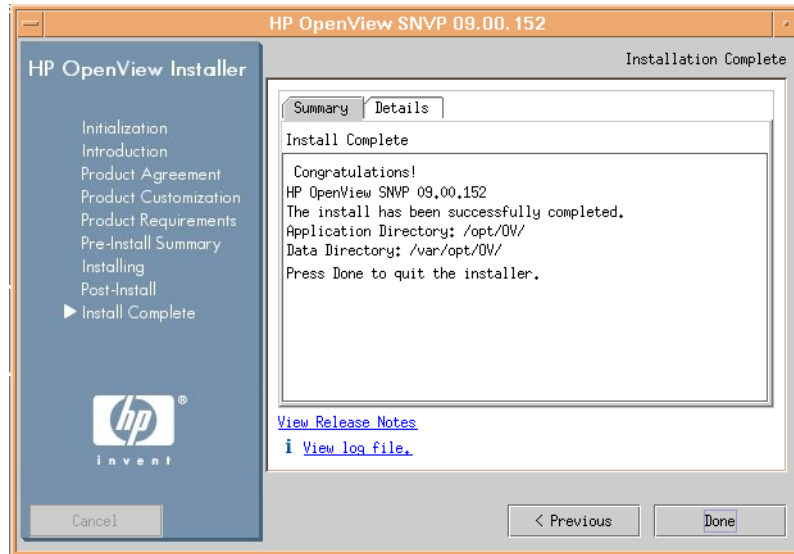 HP OpenView SNVP 09.00.152
HP OpenView Installer
Installation Complete
Initialization
Introduction
Product Agreement
Product Customization
Product Requirements
Pre-Install Summary
Installing
Post-Install
Install Complete
Summary
Details
Install Complete
Congratulations!
HP OpenView SNVP 09.00.152
The install has been successfully completed.
Application Directory: /opt/OV/
Data Directory: /var/opt/OV/
Press Done to quit the installer.
View Release Notes
i View log file.
hp ®
invent
Cancel
< Previous
Done